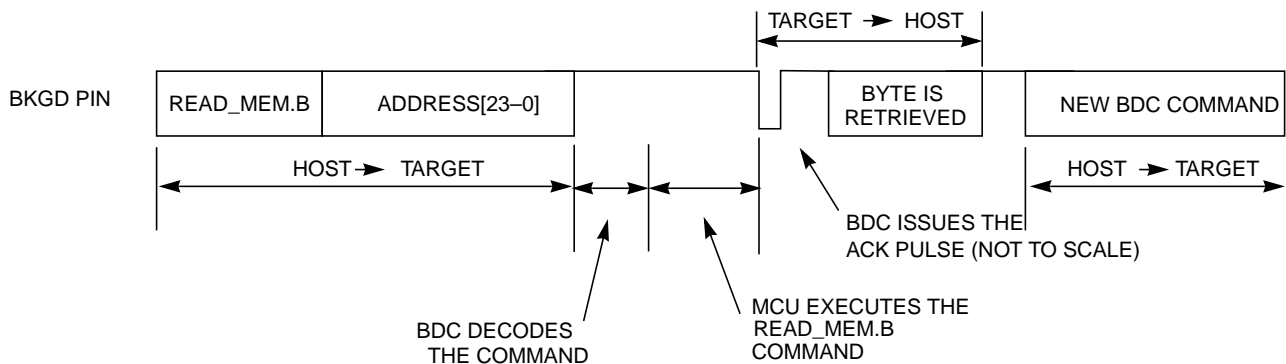 TARGET → HOST
BKGD PIN
READ_MEM.B
ADDRESS[23–0]
BYTE IS
RETRIEVED
NEW BDC COMMAND
HOST → TARGET
HOST → TARGET
BDC ISSUES THE
ACK PULSE (NOT TO SCALE)
BDC DECODES
THE COMMAND
MCU EXECUTES THE
READ_MEM.B
COMMAND